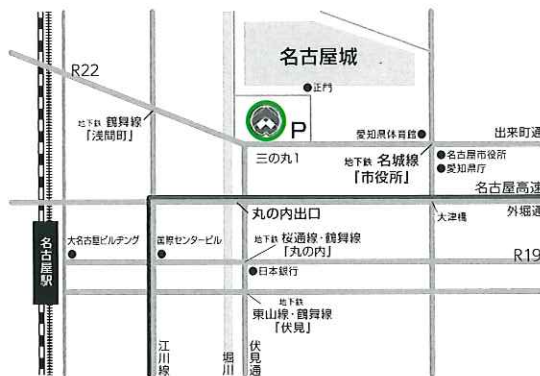 名古屋城
正門
R22
P
地下鉄 鶴舞線
「浅間町」
愛知県体育館
出来町通
三の丸1
地下鉄 名城線
「市役所」
名古屋市役所
愛知県庁
名古屋高速
丸の内出口
大津橋
外堀通
名古屋駅
大名古屋ビルヂング
国際センタービル
地下鉄 桜通線・鶴舞線
「丸の内」
R19
日本銀行
地下鉄
東山線・鶴舞線
「伏見」
江川線
堀川
伏見通